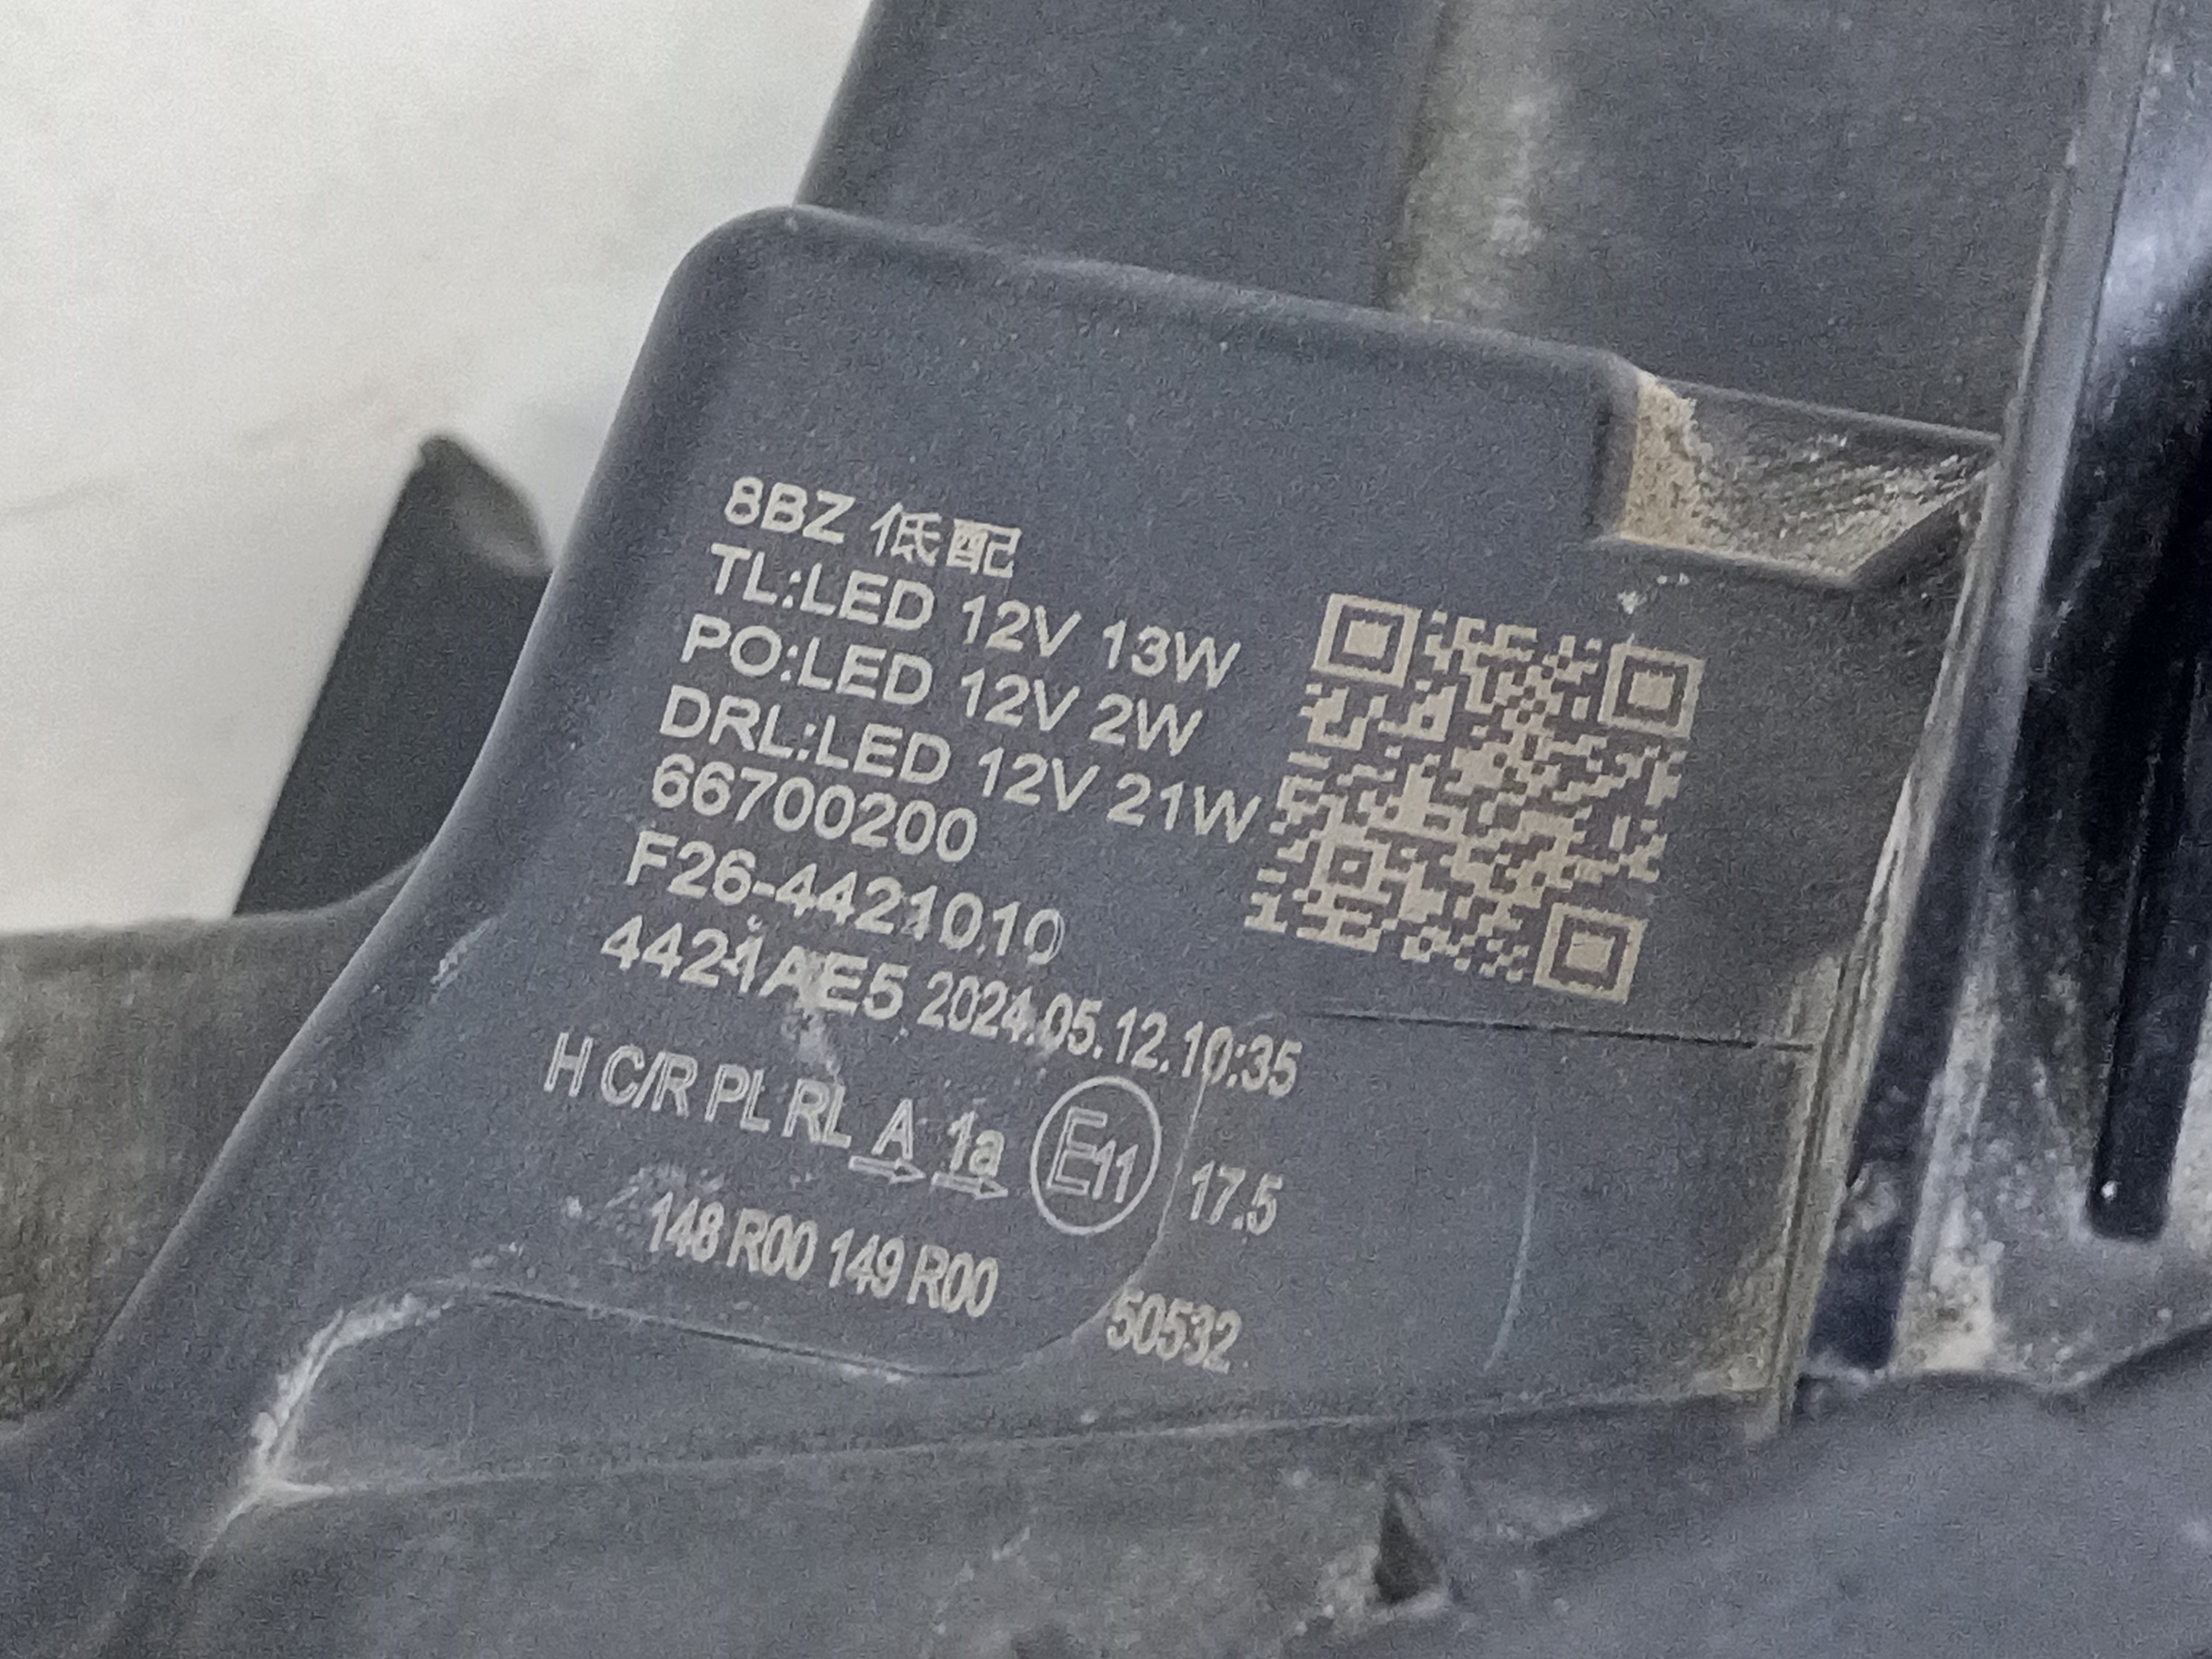 8BZ 低配
TL:LED 12V 13W
PO:LED 12V 2W
DRL:LED 12V 21W
66700200
F26-4421010
4421AE5 2024.05.12.10:35
H C/R PL RL A 1a E11 17.5
148 R00 149 R00
50532